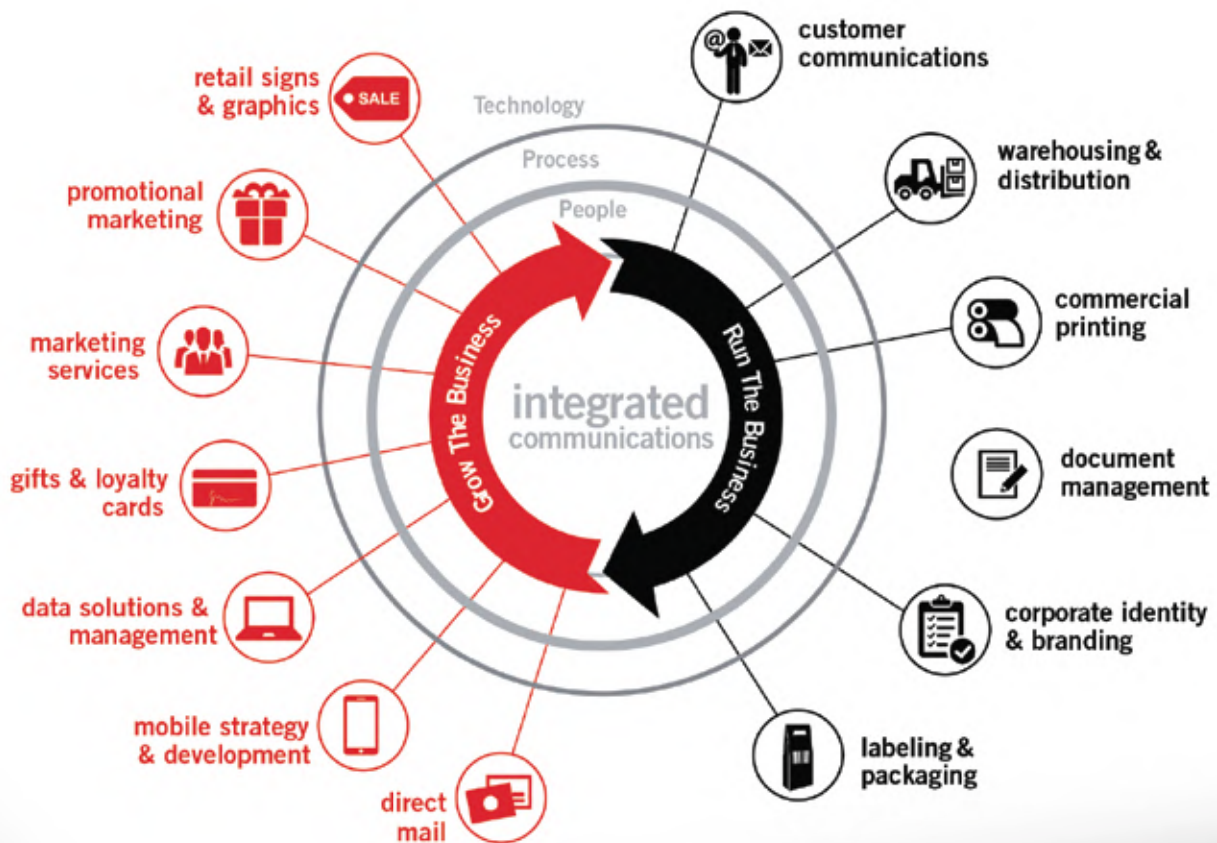 customer
communications
retail signs
& graphics
SALE
@
Technology
warehousing &
distribution
Process
promotional
marketing
People
commercial
printing
marketing
services
Grow The Business
Run The Business
integrated
communications
document
management
gifts & loyalty
cards
data solutions &
management
corporate identity
& branding
mobile strategy
& development
labeling &
packaging
direct
mail